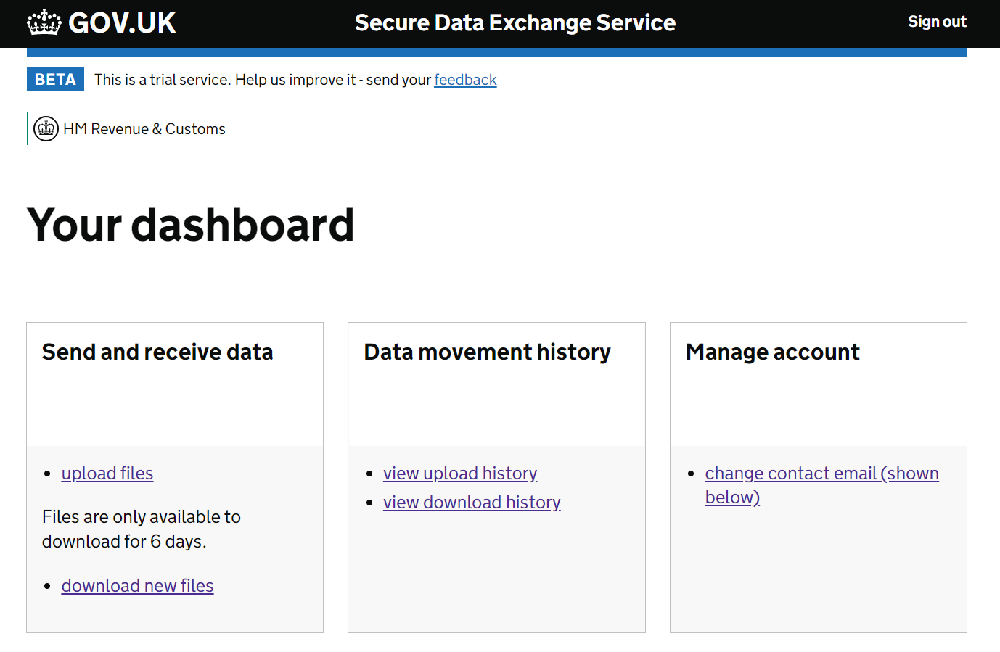 GOV.UK
Secure Data Exchange Service
Sign out
BETA
This is a trial service. Help us improve it - send your feedback
HM Revenue & Customs
Your dashboard
Send and receive data
upload files
Files are only available to
download for 6 days.
download new files
Data movement history
view upload history
view download history
Manage account
change contact email (shown
below)